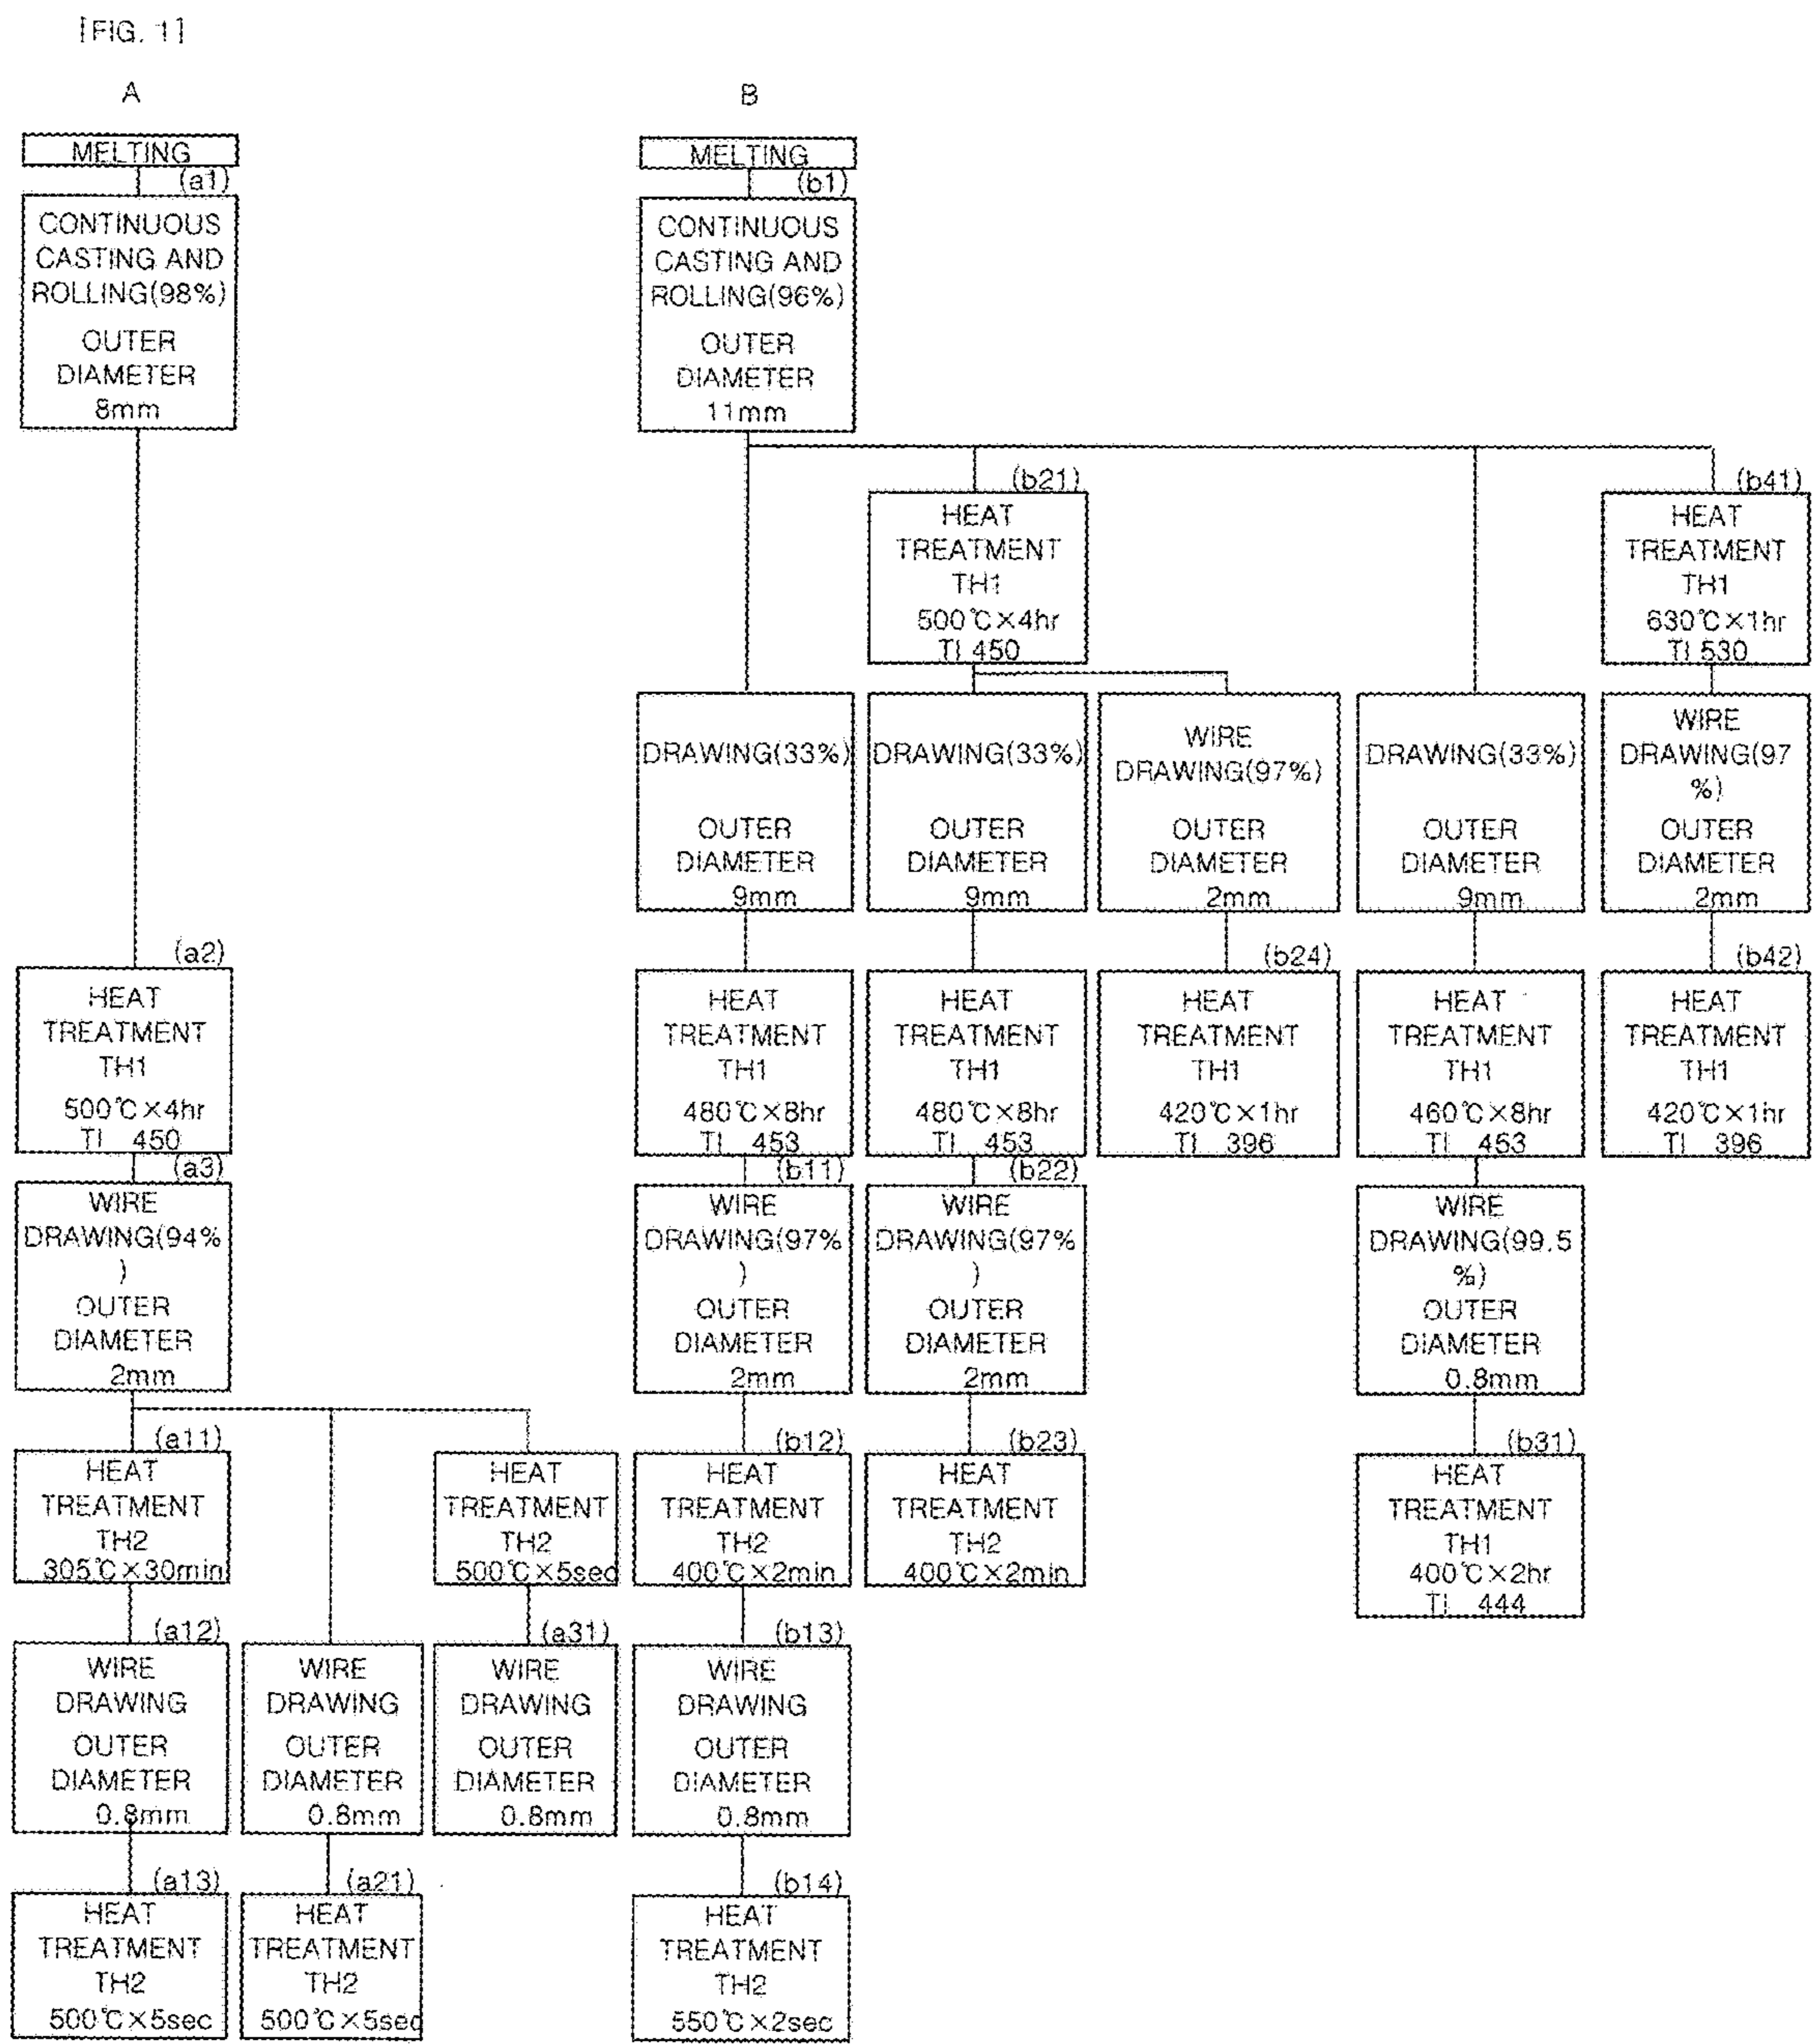 [FIG. 1]
A
MELTING
(a1)
CONTINUOUS
CASTING AND
ROLLING(98%)
OUTER
DIAMETER
8mm
(a2)
HEAT
TREATMENT
TH1
500℃×4hr
TI 450
(a3)
WIRE
DRAWING(94%
)
OUTER
DIAMETER
2mm
(a11)
HEAT
TREATMENT
TH2
305℃×30min
(a12)
WIRE
DRAWING
OUTER
DIAMETER
0.8mm
(a13)
HEAT
TREATMENT
TH2
500℃×5sec
WIRE
DRAWING
OUTER
DIAMETER
0.8mm
(a21)
HEAT
TREATMENT
TH2
500℃×5sec
HEAT
TREATMENT
TH2
500℃×5sec
(a31)
WIRE
DRAWING
OUTER
DIAMETER
0.8mm
B
MELTING
(b1)
CONTINUOUS
CASTING AND
ROLLING(96%)
OUTER
DIAMETER
11mm
DRAWING(33%)
OUTER
DIAMETER
9mm
HEAT
TREATMENT
TH1
480℃×8hr
TI 453
(b11)
WIRE
DRAWING(97%
)
OUTER
DIAMETER
2mm
(b12)
HEAT
TREATMENT
TH2
400℃×2min
(b13)
WIRE
DRAWING
OUTER
DIAMETER
0.8mm
(b14)
HEAT
TREATMENT
TH2
550℃×2sec
(b21)
HEAT
TREATMENT
TH1
500℃×4hr
TI 450
DRAWING(33%)
OUTER
DIAMETER
9mm
HEAT
TREATMENT
TH1
480℃×8hr
TI 453
(b22)
WIRE
DRAWING(97%
)
OUTER
DIAMETER
2mm
(b23)
HEAT
TREATMENT
TH2
400℃×2min
WIRE
DRAWING(97%)
OUTER
DIAMETER
2mm
(b24)
HEAT
TREATMENT
TH1
420℃×1hr
TI 396
DRAWING(33%)
OUTER
DIAMETER
9mm
HEAT
TREATMENT
TH1
460℃×8hr
TI 453
WIRE
DRAWING(99.5
%)
OUTER
DIAMETER
0.8mm
(b31)
HEAT
TREATMENT
TH1
400℃×2hr
TI 444
(b41)
HEAT
TREATMENT
TH1
630℃×1hr
TI 530
WIRE
DRAWING(97
%)
OUTER
DIAMETER
2mm
(b42)
HEAT
TREATMENT
TH1
420℃×1hr
TI 396